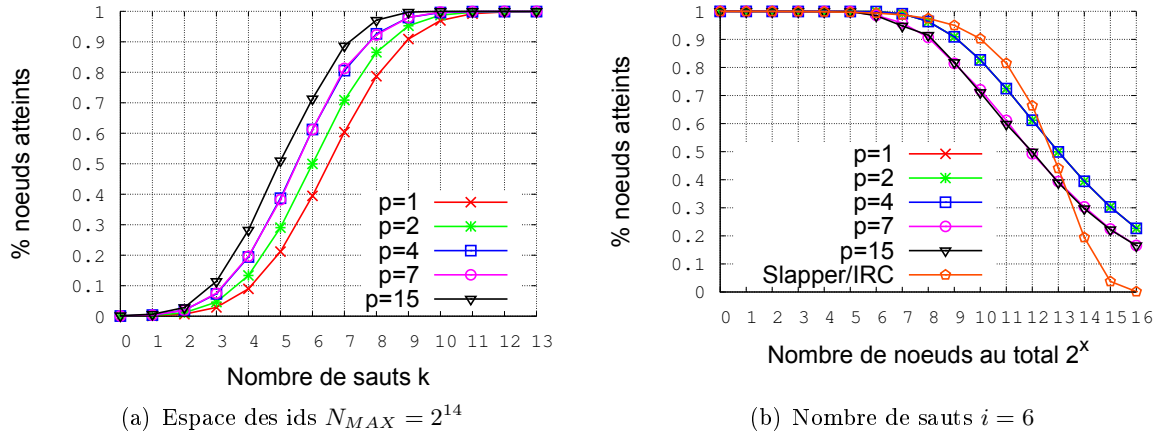 1
0.9
0.8
0.7
0.6
0.5
0.4
0.3
0.2
0.1
0
% noeuds atteints
p=1
p=2
p=4
p=7
p=15
0 1 2 3 4 5 6 7 8 9 10 11 12 13
Nombre de sauts k
(a) Espace des ids N_{MAX} = 2^{14}
1
0.9
0.8
0.7
0.6
0.5
0.4
0.3
0.2
0.1
0
% noeuds atteints
p=1
p=2
p=4
p=7
p=15
Slapper/IRC
0 1 2 3 4 5 6 7 8 9 10 11 12 13 14 15 16
Nombre de noeuds au total 2^x
(b) Nombre de sauts i = 6